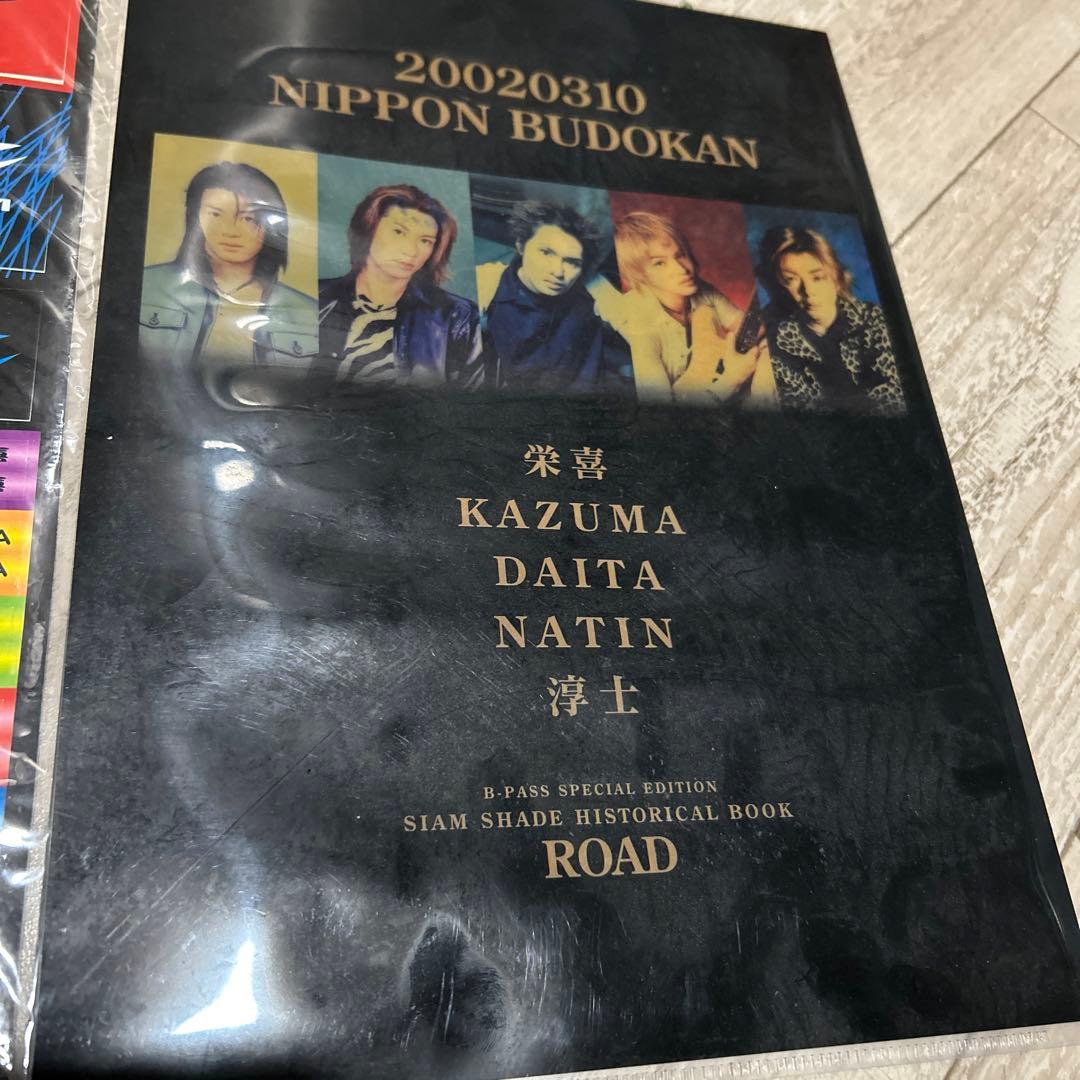 20020310
NIPPON BUDOKAN
栄喜
KAZUMA
DAITA
NATIN
淳士
B-PASS SPECIAL EDITION
SIAM SHADE HISTORICAL BOOK
ROAD